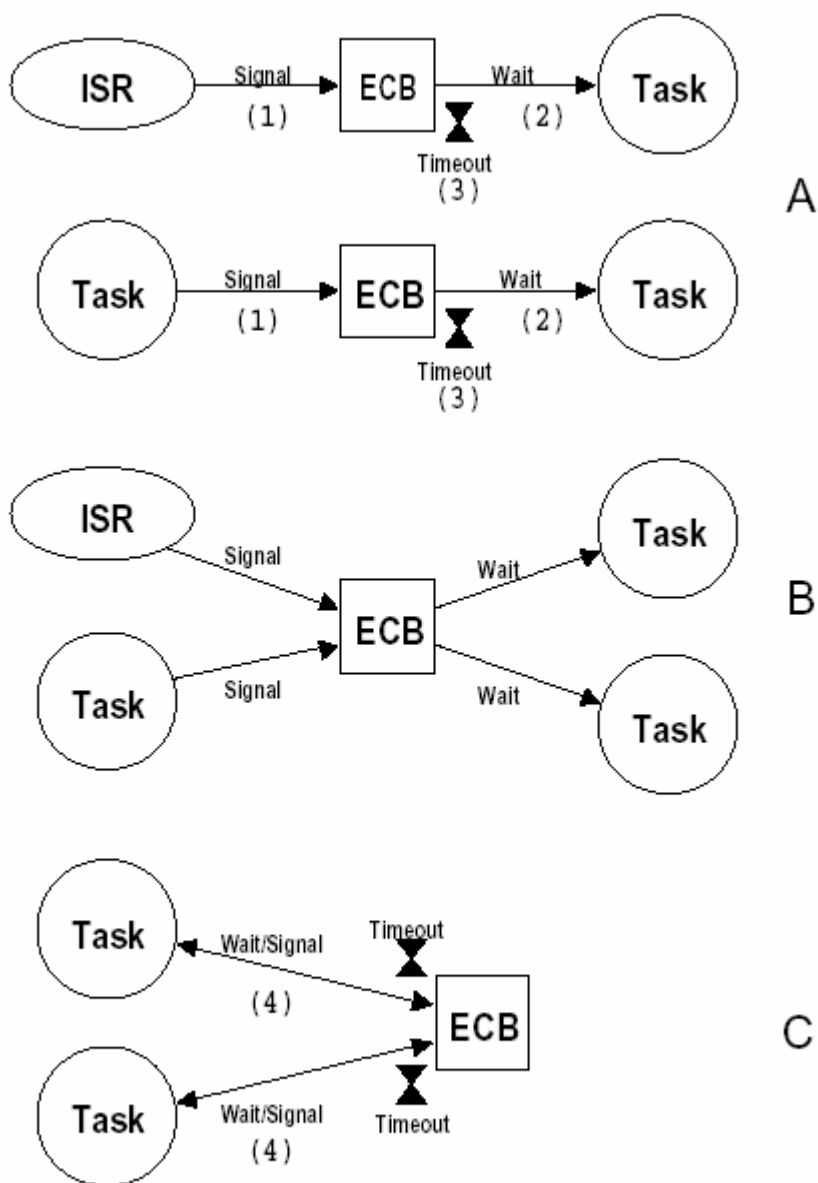 ISR Signal ECB Wait Task
(1) (2)
Timeout
(3)
A
Task Signal ECB Wait Task
(1) (2)
Timeout
(3)
ISR
Signal
Task
Wait
ECB
B
Task
Signal
Wait
Task
Task
Wait/Signal
Timeout
(4)
ECB
C
Task
Wait/Signal
Timeout
(4)